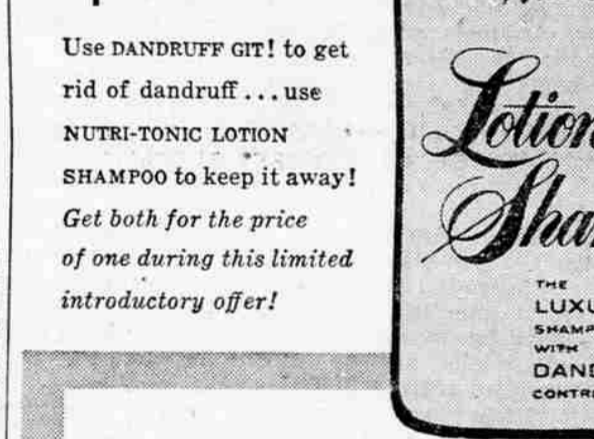 Use DANDRUFF GIT! to get
rid of dandruff ... use
NUTRI-TONIC LOTION
SHAMPOO to keep it away!
Get both for the price
of one during this limited
introductory offer!
Lotion
THE
WITH